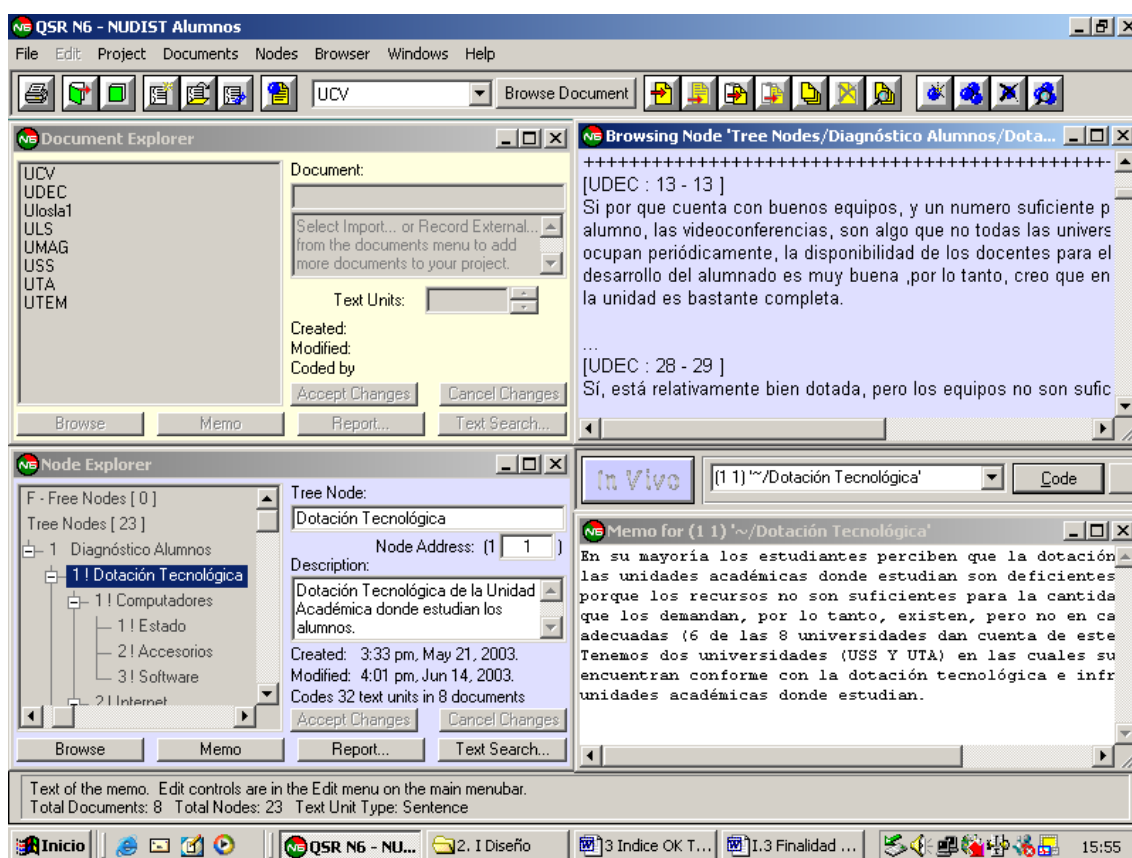 QSR N6 - NUDIST Alumnos
File Edit Project Documents Nodes Browser Windows Help
UCV Browse Document
Document Explorer
UCV
UDEC
Ulosla1
ULS
UMAG
USS
UTA
UTEM
Document:
Select Import... or Record External...
from the documents menu to add
more documents to your project.
Text Units:
Created:
Modified:
Coded by
Accept Changes Cancel Changes
Browse Memo Report... Text Search...
Browsing Node 'Tree Nodes/Diagnóstico Alumnos/Dota...
+++++++++++++++++++++++++++++++++++++++++++++++-
[UDEC : 13 - 13 ]
Si por que cuenta con buenos equipos, y un numero suficiente p
alumno, las videoconferencias, son algo que no todas las univers
ocupan periódicamente, la disponibilidad de los docentes para el
desarrollo del alumnado es muy buena ,por lo tanto, creo que en
la unidad es bastante completa.
...
[UDEC : 28 - 29 ]
Sí, está relativamente bien dotada, pero los equipos no son sufic
Node Explorer
F - Free Nodes [ 0 ]
Tree Nodes [ 23 ]
1 Diagnóstico Alumnos
1 ! Dotación Tecnológica
1 ! Computadores
1 ! Estado
2 ! Accesorios
3 ! Software
2 ! Internet
Tree Node:
Dotación Tecnológica
Node Address: (1 1 )
Description:
Dotación Tecnológica de la Unidad
Académica donde estudian los
alumnos.
Created: 3:33 pm, May 21, 2003.
Modified: 4:01 pm, Jun 14, 2003.
Codes 32 text units in 8 documents
Accept Changes Cancel Changes
Browse Memo Report... Text Search...
In Vivo (1 1) '~/Dotación Tecnológica' Code
Memo for (1 1) '~/Dotación Tecnológica'
En su mayoría los estudiantes perciben que la dotación
las unidades académicas donde estudian son deficientes
porque los recursos no son suficientes para la cantida
que los demandan, por lo tanto, existen, pero no en ca
adecuadas (6 de las 8 universidades dan cuenta de este
Tenemos dos universidades (USS Y UTA) en las cuales su
encuentran conforme con la dotación tecnológica e infr
unidades académicas donde estudian.
Text of the memo. Edit controls are in the Edit menu on the main menubar.
Total Documents: 8 Total Nodes: 23 Text Unit Type: Sentence
Inicio QSR N6 - NU... 2. I Diseño 3 Indice OK T... I.3 Finalidad ... 15:55